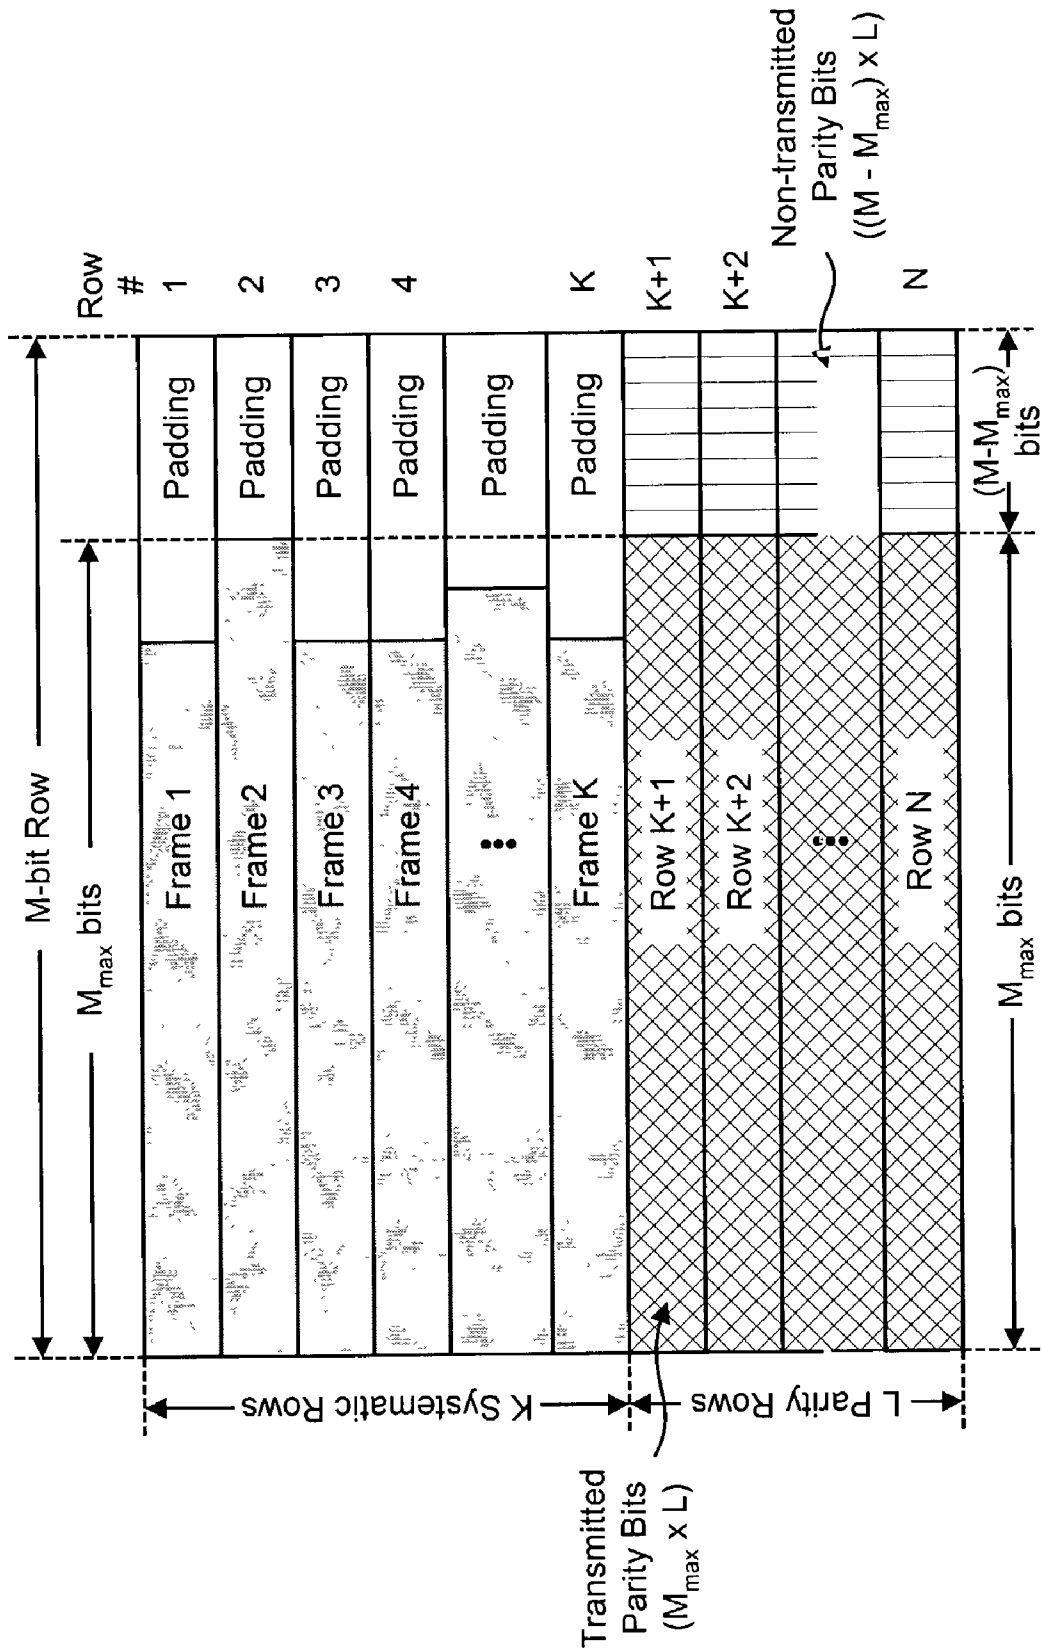 M-bit Row
M_max bits
Row
#
Frame 1
Padding
1
Frame 2
Padding
2
Frame 3
Padding
3
Frame 4
Padding
4
Padding
Frame K
Padding
K
K Systematic Rows
Row K+1
K+1
Row K+2
K+2
Row N
N
L Parity Rows
M_max bits
(M-M_max)
bits
Transmitted
Parity Bits
(M_max x L)
Non-transmitted
Parity Bits
((M - M_max) x L)